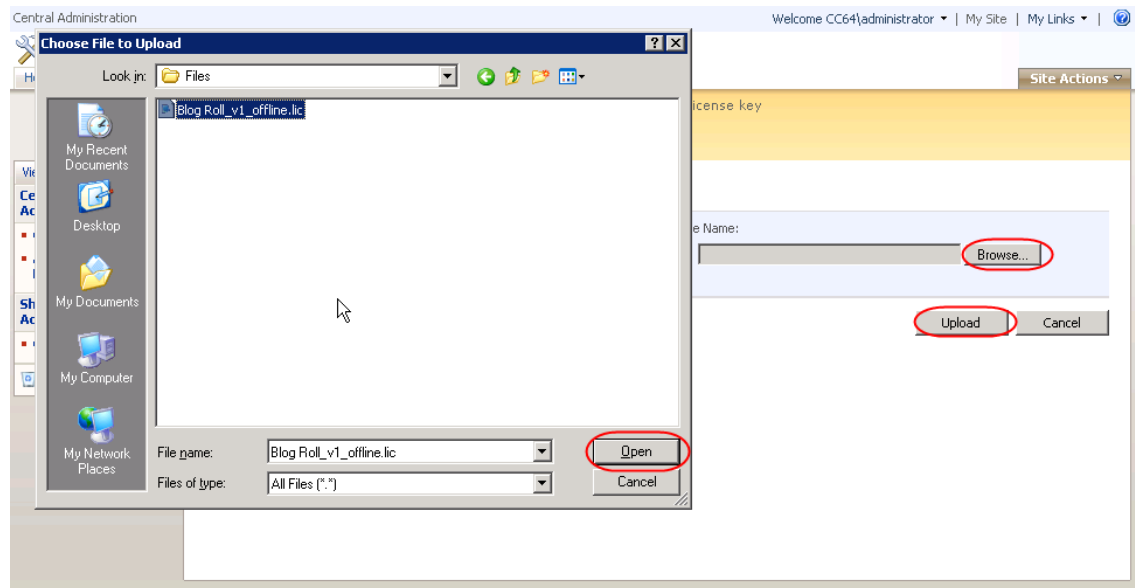 Central Administration
Welcome CC64\administrator | My Site | My Links |
Choose File to Upload
Look in: Files
Site Actions
icense key
Blog Roll_v1_offline.lic
My Recent
Documents
Desktop
My Documents
My Computer
My Network
Places
e Name:
Browse...
Upload Cancel
File name: Blog Roll_v1_offline.lic Open
Files of type: All Files (*.*) Cancel